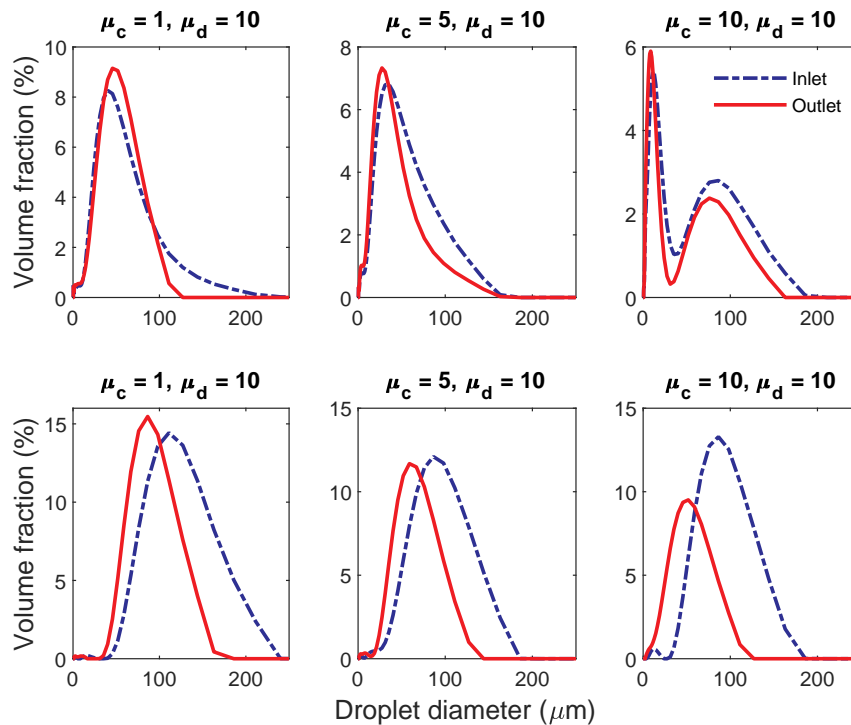 μc = 1, μd = 10
μc = 5, μd = 10
μc = 10, μd = 10
Volume fraction (%)
10
8
6
4
2
0
0 100 200
8
6
4
2
0
0 100 200
6
4
2
0
0 100 200
Inlet
Outlet
μc = 1, μd = 10
μc = 5, μd = 10
μc = 10, μd = 10
Volume fraction (%)
15
10
5
0
0 100 200
15
10
5
0
0 100 200
15
10
5
0
0 100 200
Droplet diameter (μm)